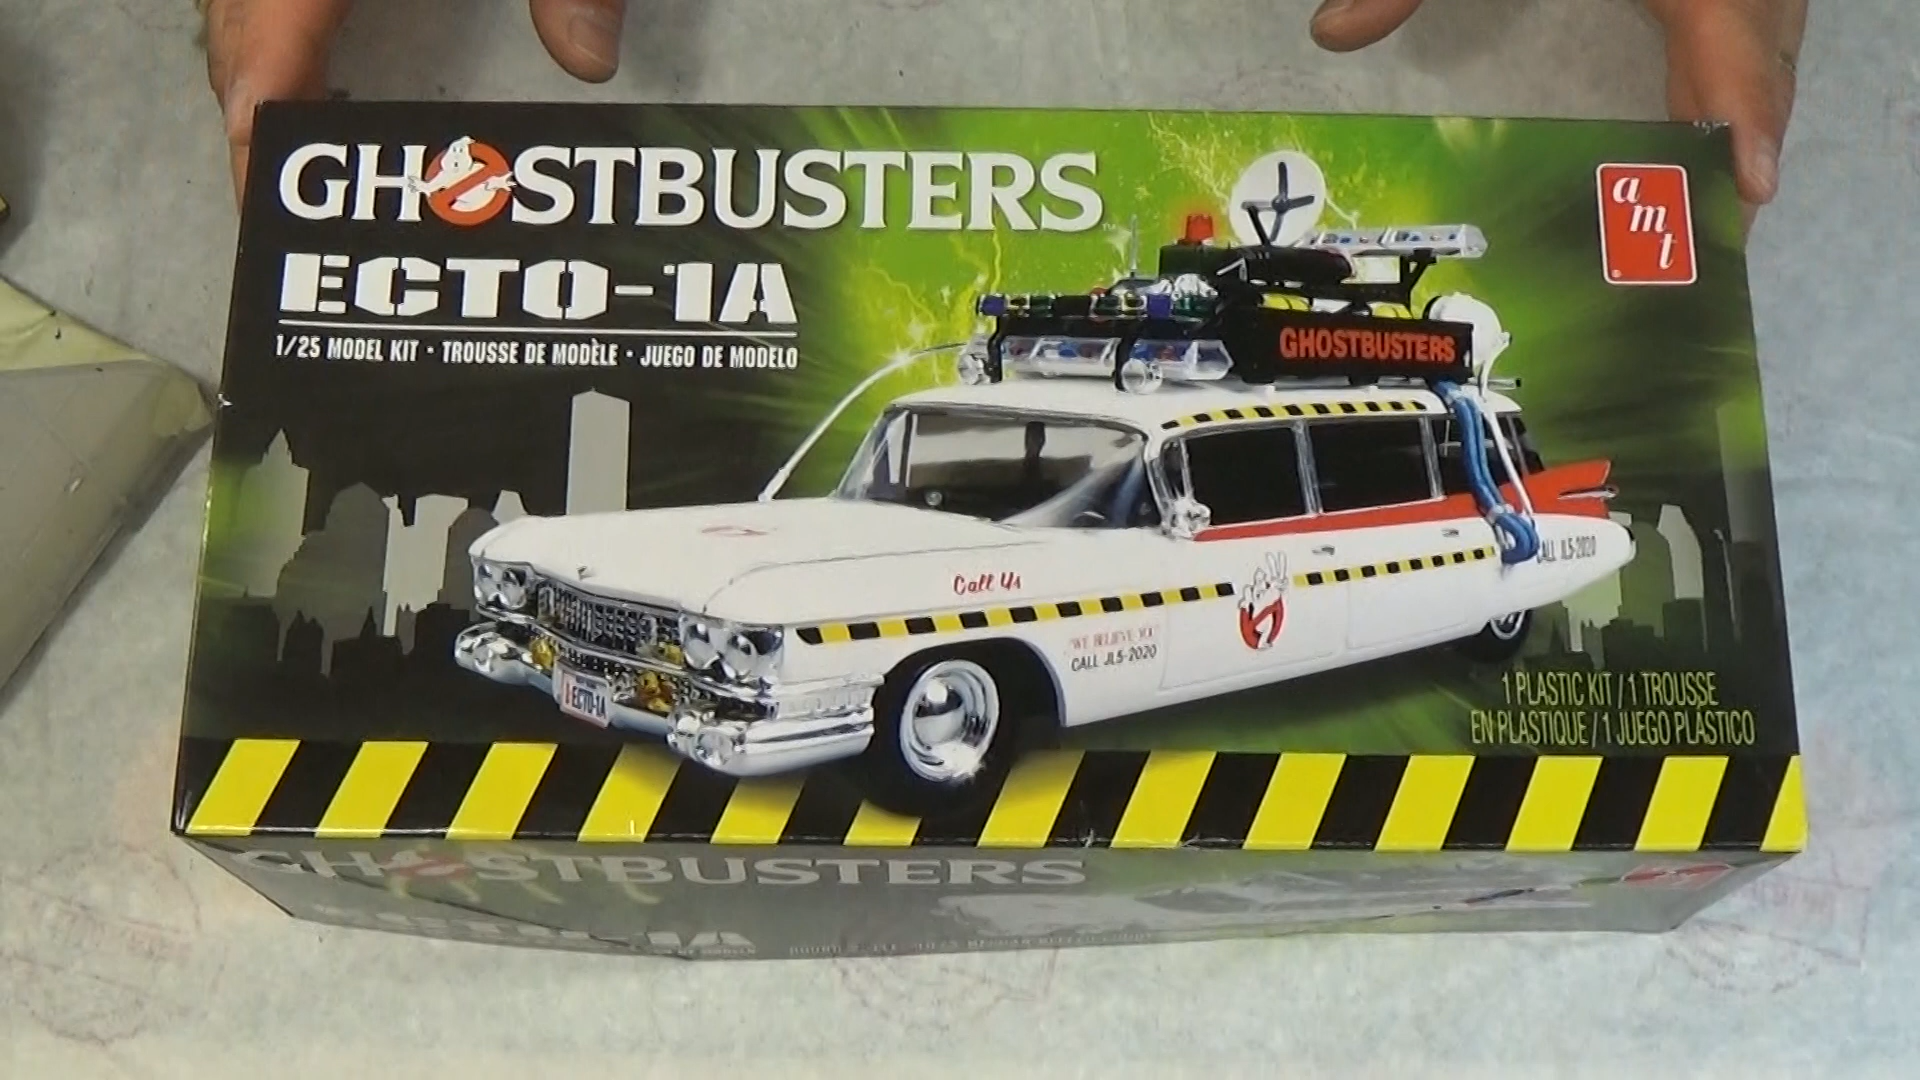 GHOSTBUSTERS
ECTO-1A
1/25 MODEL KIT • TROUSSE DE MODÈLE • JUEGO DE MODELO
amt
GHOSTBUSTERS
Call Us
"WE BELIEVE YOU"
CALL JL5-2020
CALL JL5-2020
ECTO-1A
1 PLASTIC KIT / 1 TROUSSE
EN PLASTIQUE / 1 JUEGO PLÁSTICO
GHOSTBUSTERS